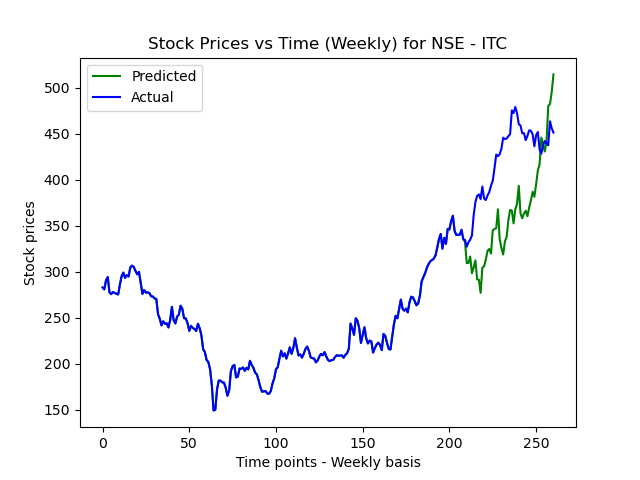 Stock Prices vs Time (Weekly) for NSE - ITC
Predicted
Actual
Stock prices
500
450
400
350
300
250
200
150
0 50 100 150 200 250
Time points - Weekly basis